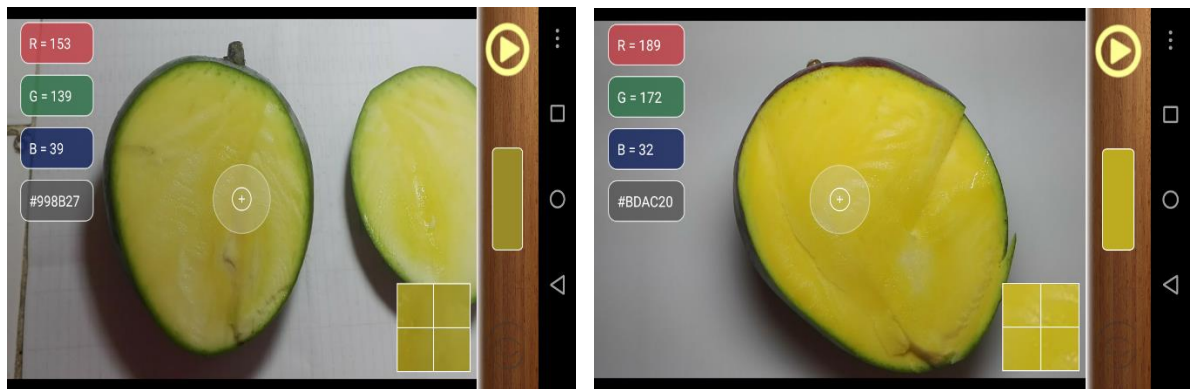 R = 153
G = 139
B = 39
#998B27
R = 189
G = 172
B = 32
#BDAC20